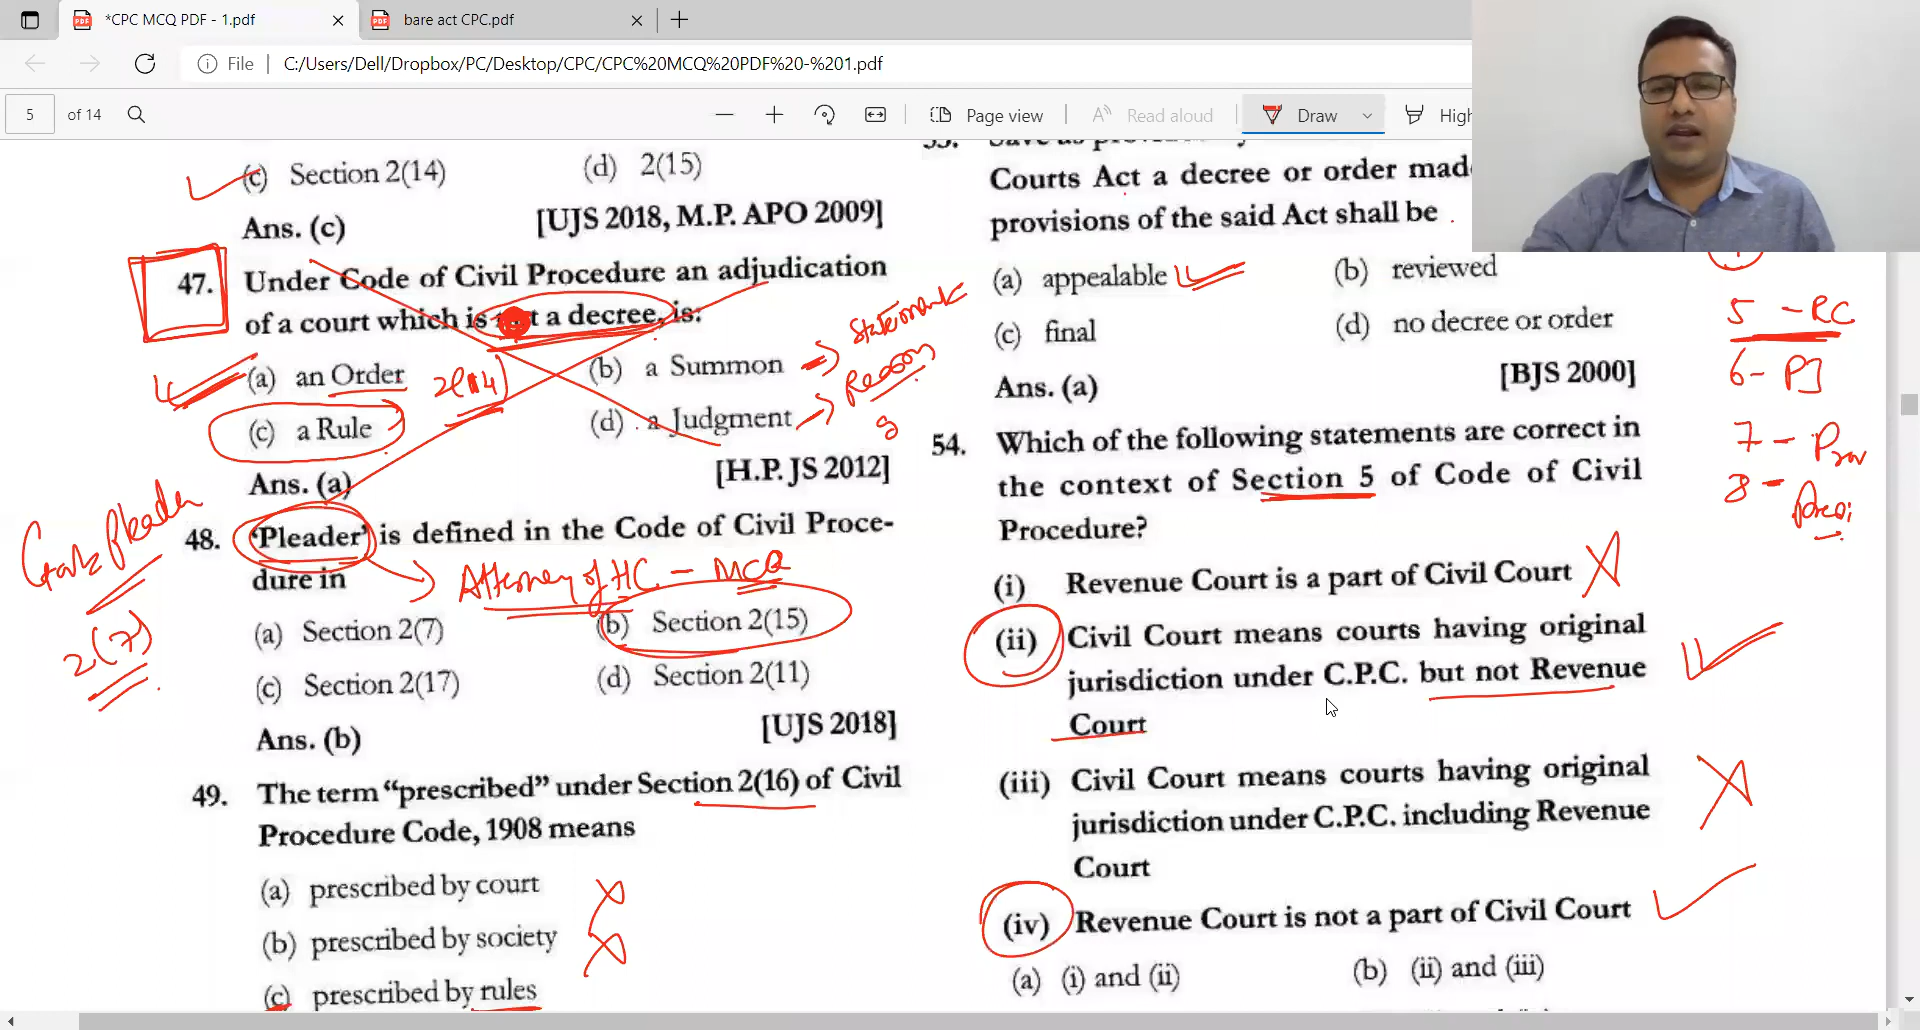 *CPC MCQ PDF - 1.pdf
bare act CPC.pdf
File
C:/Users/Dell/Dropbox/PC/Desktop/CPC/CPC%20MCQ%20PDF%20-%201.pdf
5 of 14
Page view
Read aloud
Draw
(c) Section 2(14)
(d) 2(15)
Ans. (c)
[UJS 2018, M.P. APO 2009]
47. Under Code of Civil Procedure an adjudication
of a court which is not a decree, is:
(a) an Order
2(14)
(b) a Summon
Statement
Reason
(c) a Rule
(d) a Judgment
Ans. (a)
[H.P. JS 2012]
48. 'Pleader' is defined in the Code of Civil Proce-
dure in
Attorney of HC - MCQ
Pleader
2(7)
(a) Section 2(7)
(b) Section 2(15)
(c) Section 2(17)
(d) Section 2(11)
Ans. (b)
[UJS 2018]
49. The term "prescribed" under Section 2(16) of Civil
Procedure Code, 1908 means
(a) prescribed by court
(b) prescribed by society
(c) prescribed by rules
Courts Act a decree or order
provisions of the said Act shall be
(a) appealable
(b) reviewed
(c) final
(d) no decree or order
Ans. (a)
[BJS 2000]
5 - RC
6 - PJ
7 -
8 -
54. Which of the following statements are correct in
the context of Section 5 of Code of Civil
Procedure?
(i) Revenue Court is a part of Civil Court
(ii) Civil Court means courts having original
jurisdiction under C.P.C. but not Revenue
Court
(iii) Civil Court means courts having original
jurisdiction under C.P.C. including Revenue
Court
(iv) Revenue Court is not a part of Civil Court
(a) (i) and (ii)
(b) (ii) and (iii)